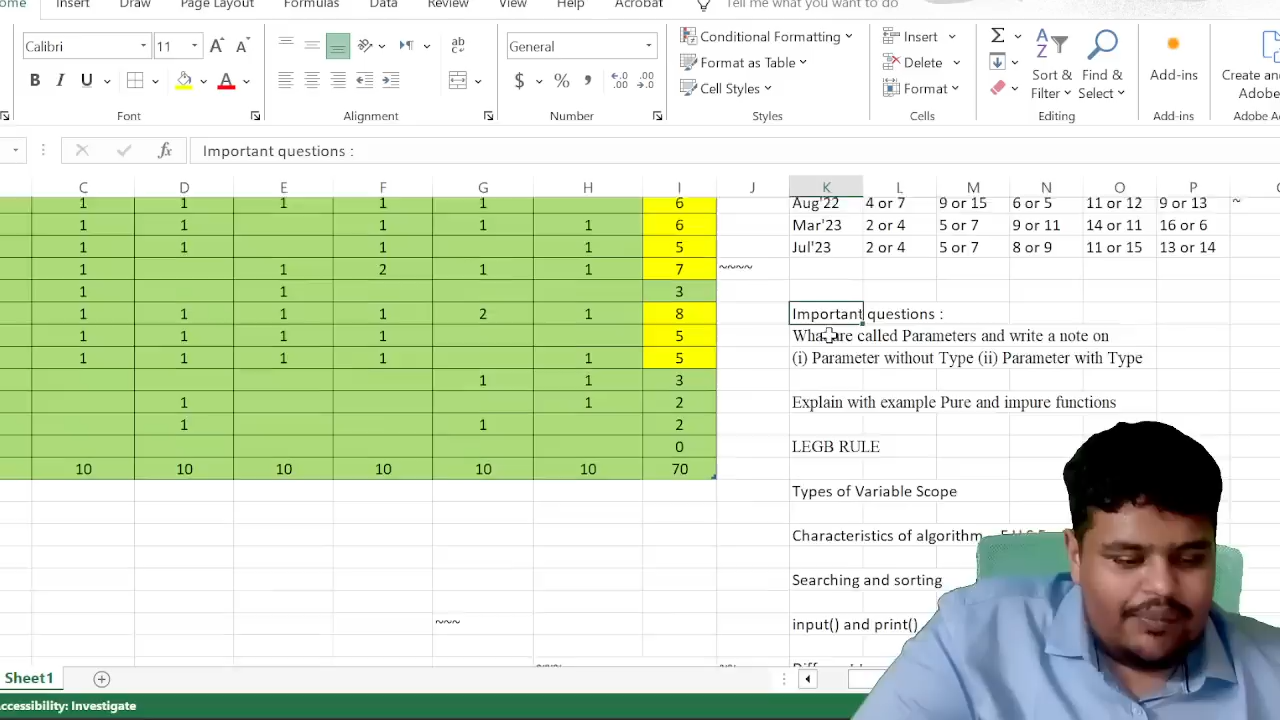 ome Insert Draw Page Layout Formulas Data Review View Help Acrobat Tell me what you want to do
Calibri 11 General Conditional Formatting Insert
Format as Table Delete Sort & Find & Add-ins Create and
B I U A $ % Cell Styles Format Filter Select Adobe
Font Alignment Number Styles Cells Editing Add-ins Adobe A
fx Important questions :
C D E F G H I J K L M N O P
1 1 1 1 1 6 Aug'22 4 or 7 9 or 15 6 or 5 11 or 12 9 or 13 ~
1 1 1 1 1 6 Mar'23 2 or 4 5 or 7 9 or 11 14 or 11 16 or 6
1 1 1 1 5 Jul'23 2 or 4 5 or 7 8 or 9 11 or 15 13 or 14
1 1 2 1 1 7 ~~~~
1 1 3
1 1 1 1 2 1 8 Important questions :
1 1 1 1 5 are called Parameters and write a note on
1 1 1 1 1 5 (i) Parameter without Type (ii) Parameter with Type
1 1 3
1 1 2 Explain with example Pure and impure functions
1 1 2
0 LEGB RULE
10 10 10 10 10 10 70
Types of Variable Scope
Characteristics of algorithm
Searching and sorting
~~~ input() and print()
Sheet1
ccessibility: Investigate